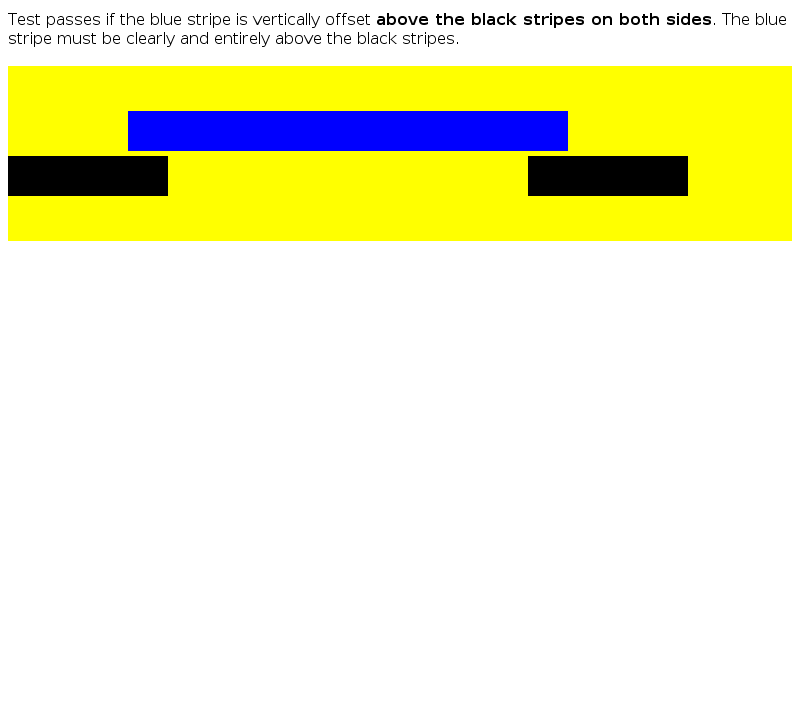 Test passes if the blue stripe is vertically offset above the black stripes on both sides. The blue
stripe must be clearly and entirely above the black stripes.